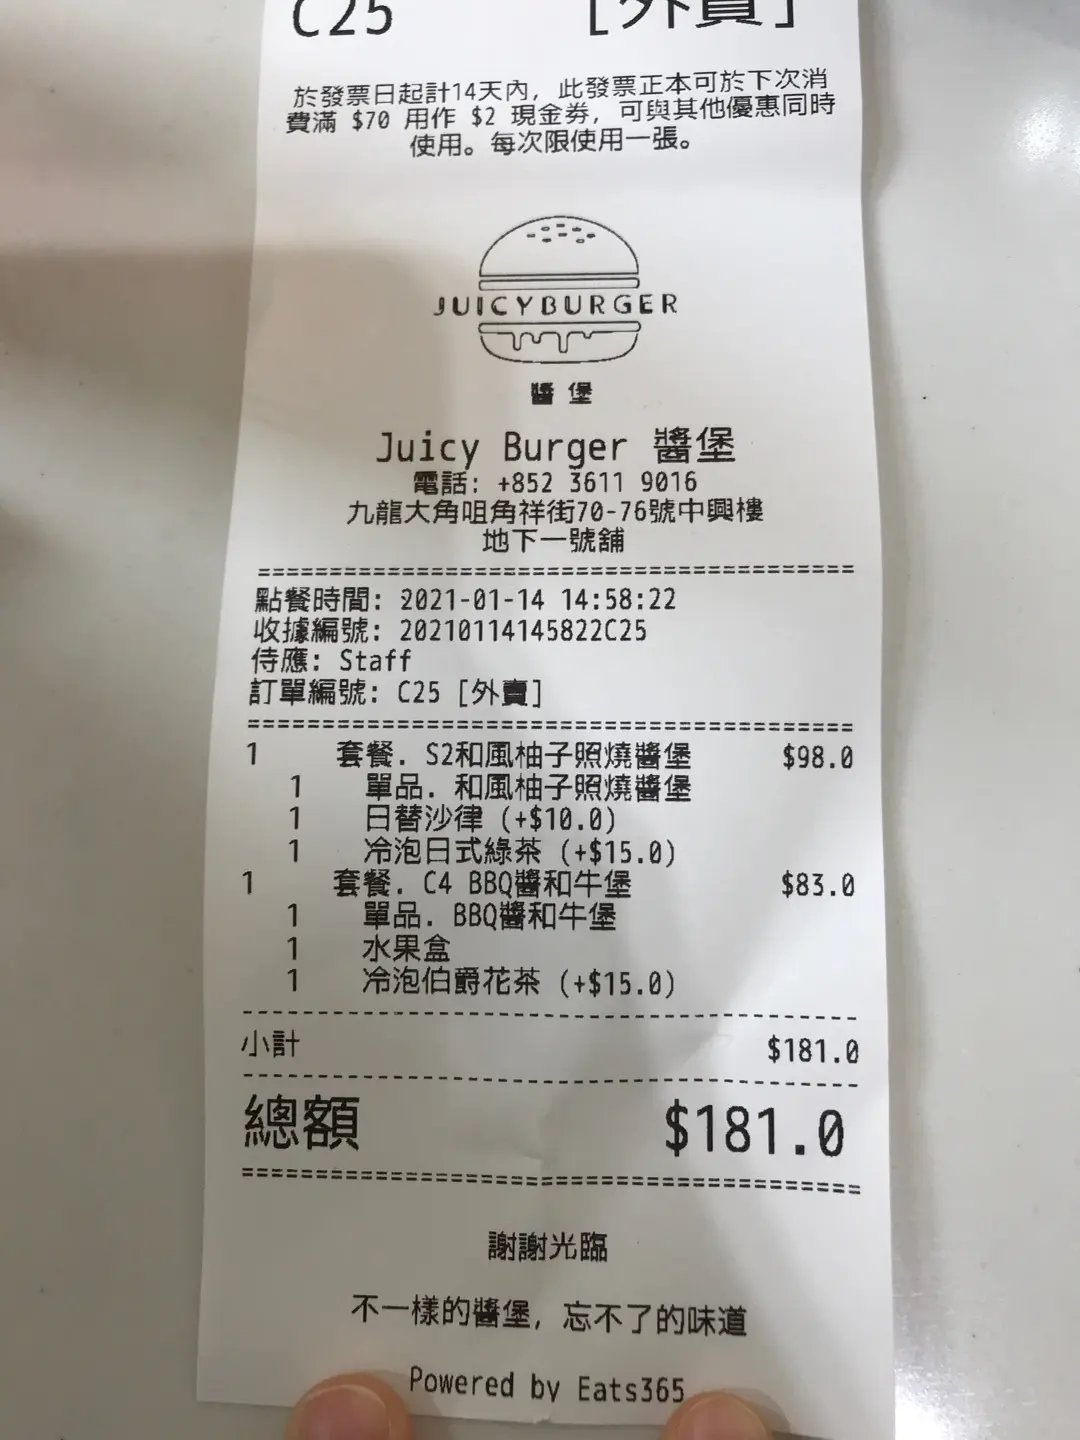 C25 [外賣]
於發票日起計14天內，此發票正本可於下次消
費滿 $70 用作 $2 現金券，可與其他優惠同時
使用。每次限使用一張。
JUICYBURGER
醬堡
Juicy Burger 醬堡
電話: +852 3611 9016
九龍大角咀角祥街70-76號中興樓
地下一號舖
點餐時間: 2021-01-14 14:58:22
收據編號: 20210114145822C25
侍應: Staff
訂單編號: C25 [外賣]
1 套餐. S2和風柚子照燒醬堡 $98.0
1 單品. 和風柚子照燒醬堡
1 日替沙律 (+$10.0)
1 冷泡日式綠茶 (+$15.0)
1 套餐. C4 BBQ醬和牛堡 $83.0
1 單品. BBQ醬和牛堡
1 水果盒
1 冷泡伯爵花茶 (+$15.0)
小計 $181.0
總額 $181.0
謝謝光臨
不一樣的醬堡，忘不了的味道
Powered by Eats365